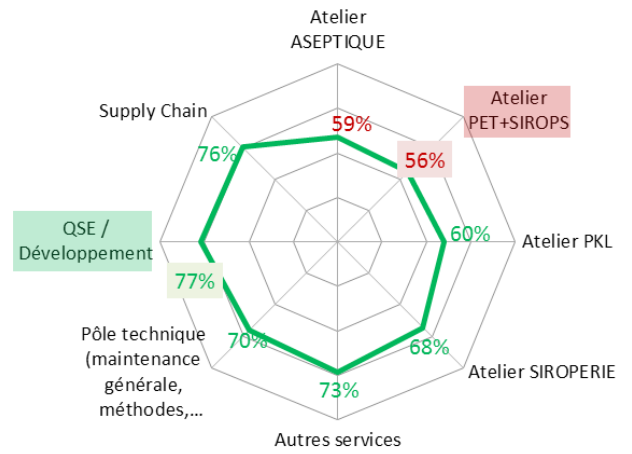 Atelier
ASEPTIQUE
59%
Atelier
PET+SIROPS
56%
Atelier PKL
60%
Atelier SIROPERIE
68%
Autres services
73%
Pôle technique
(maintenance
générale,
méthodes,...
70%
QSE /
Développement
77%
Supply Chain
76%